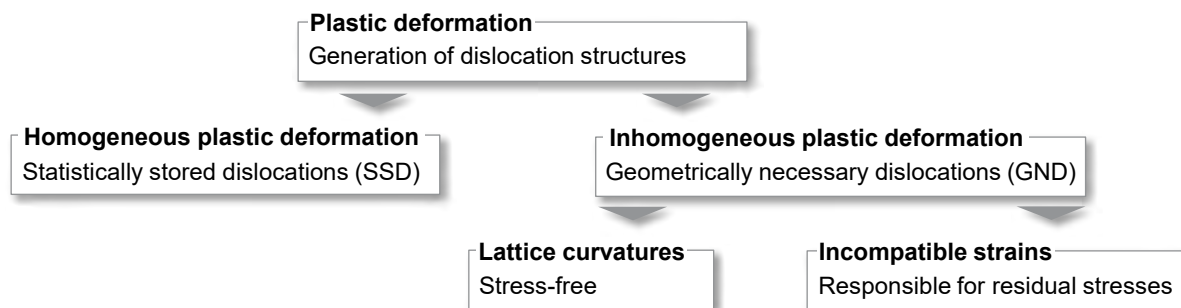 Plastic deformation
Generation of dislocation structures
Homogeneous plastic deformation
Statistically stored dislocations (SSD)
Inhomogeneous plastic deformation
Geometrically necessary dislocations (GND)
Lattice curvatures
Stress-free
Incompatible strains
Responsible for residual stresses